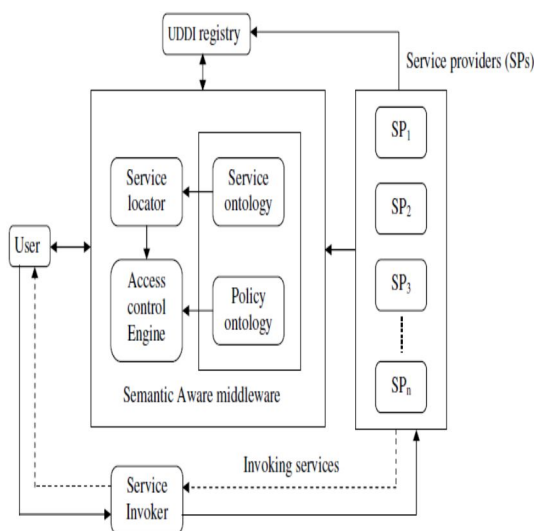 UDDI registry
Service providers (SPs)
SP1
Service
locator
Service
ontology
SP2
User
Access
control
Engine
Policy
ontology
SP3
Semantic Aware middleware
SPn
Invoking services
Service
Invoker